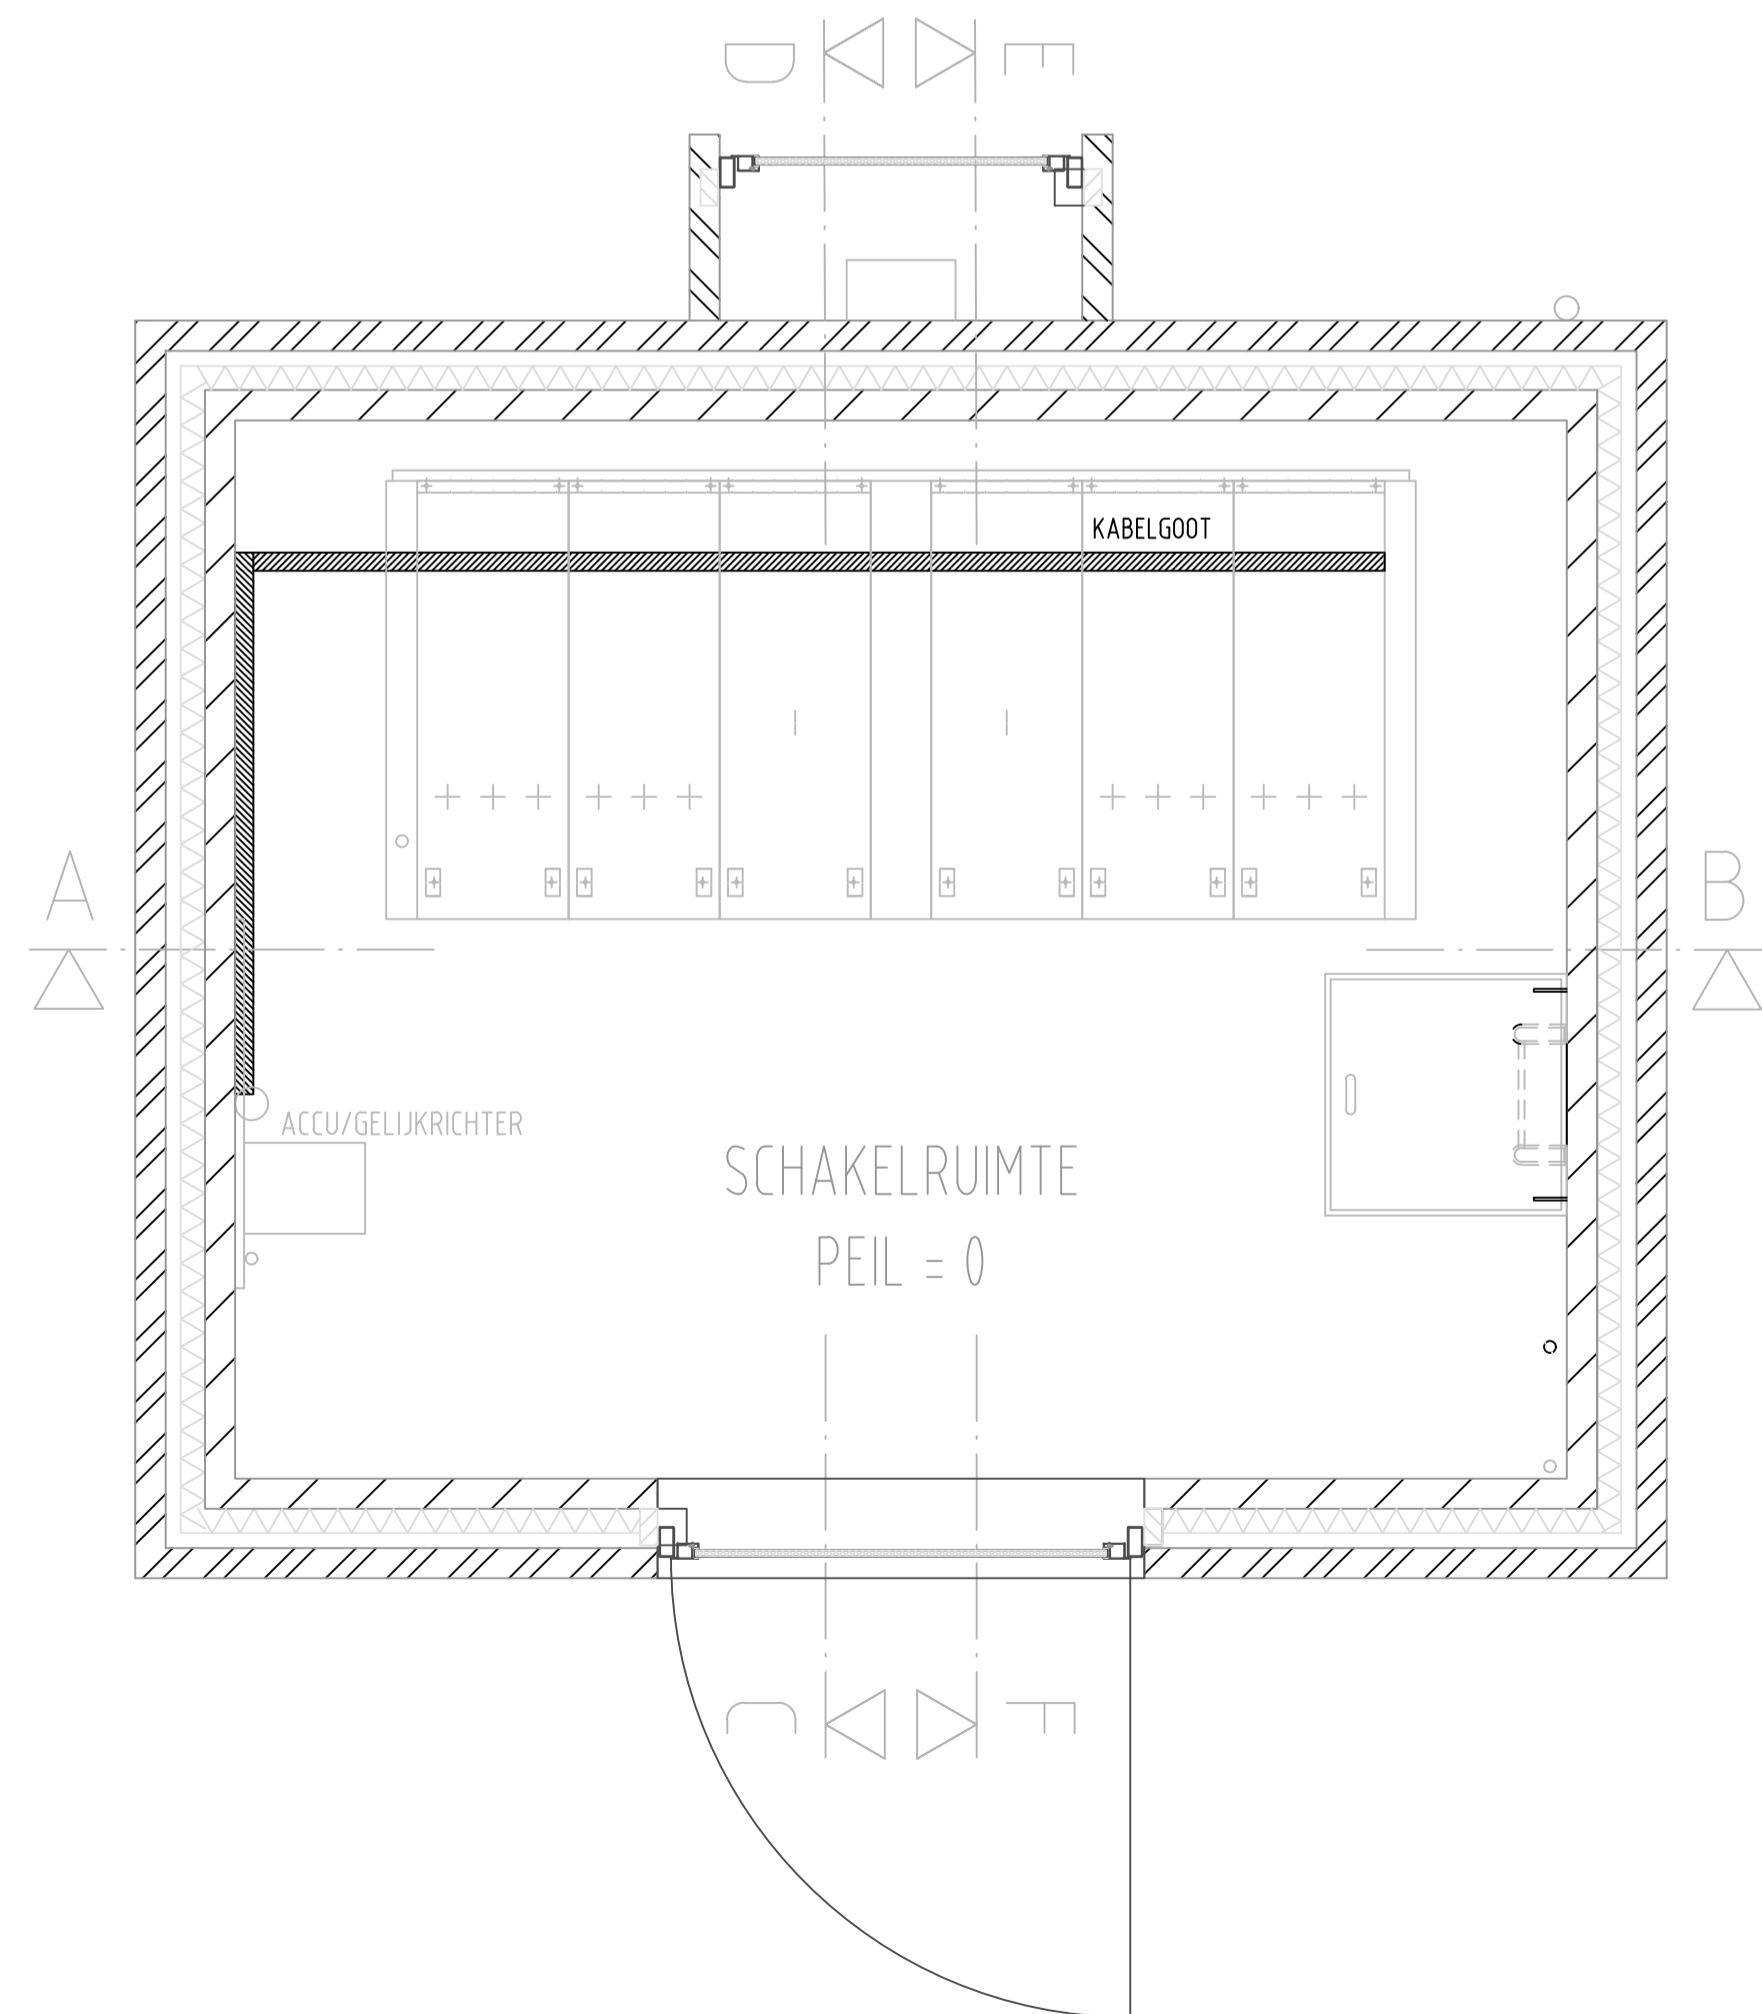 D E
KABELGOOT
A B
ACCU/GELIJKRICHTER
SCHAKELRUIMTE
PEIL = 0
C F